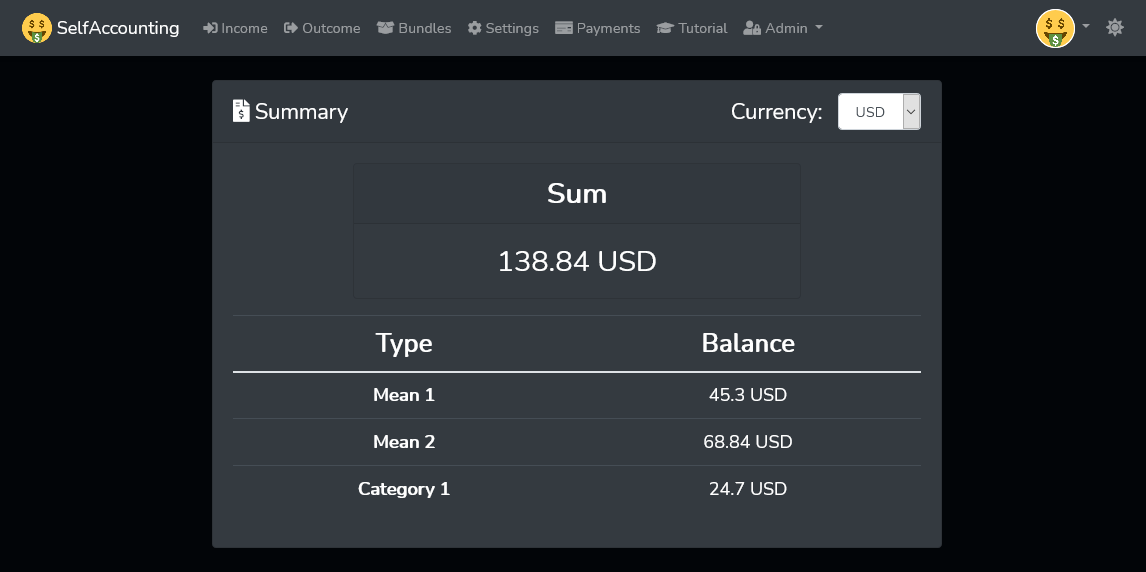 SelfAccounting Income Outcome Bundles Settings Payments Tutorial Admin
Summary Currency: USD
Sum
138.84 USD
Type Balance
Mean 1 45.3 USD
Mean 2 68.84 USD
Category 1 24.7 USD